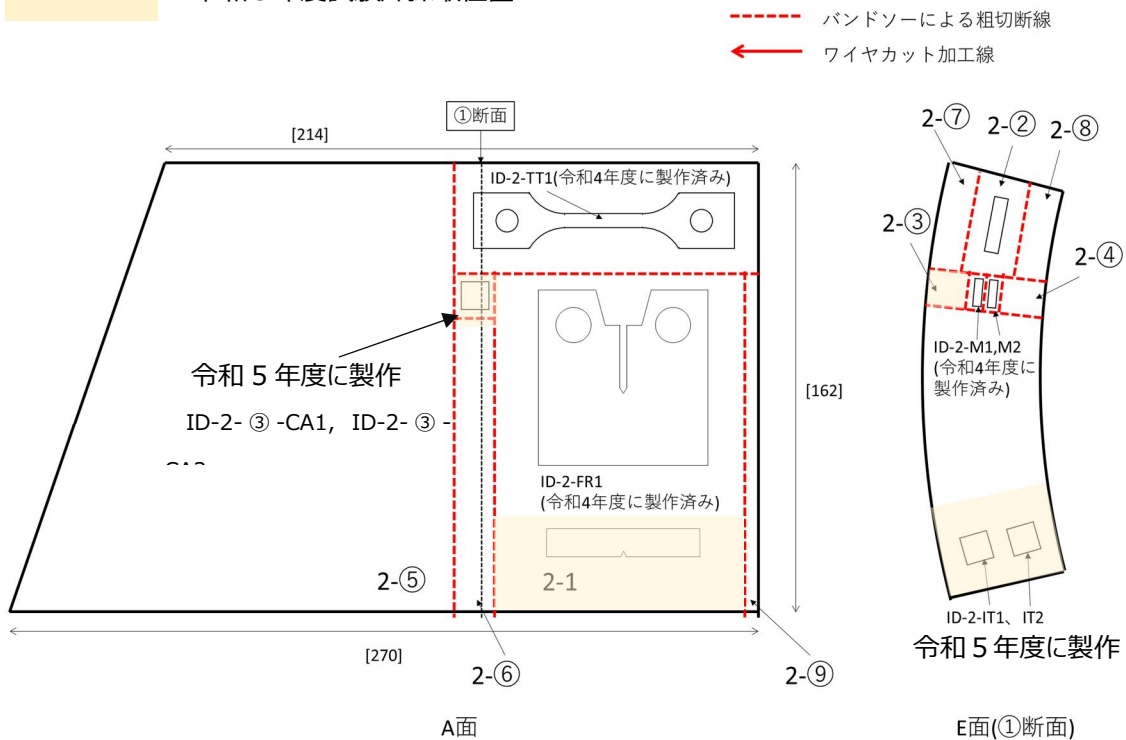 バンドソーによる粗切断線
ワイヤカット加工線
①断面
[214]
ID-2-TT1(令和4年度に製作済み)
令和５年度に製作
ID-2- ③ -CA1, ID-2- ③ -
[162]
ID-2-FR1
(令和4年度に製作済み)
2-⑤
2-1
[270]
2-⑥
2-⑨
A面
2-⑦
2-②
2-⑧
2-③
2-④
ID-2-M1,M2
(令和4年度に
製作済み)
ID-2-IT1、 IT2
令和５年度に製作
E面(①断面)